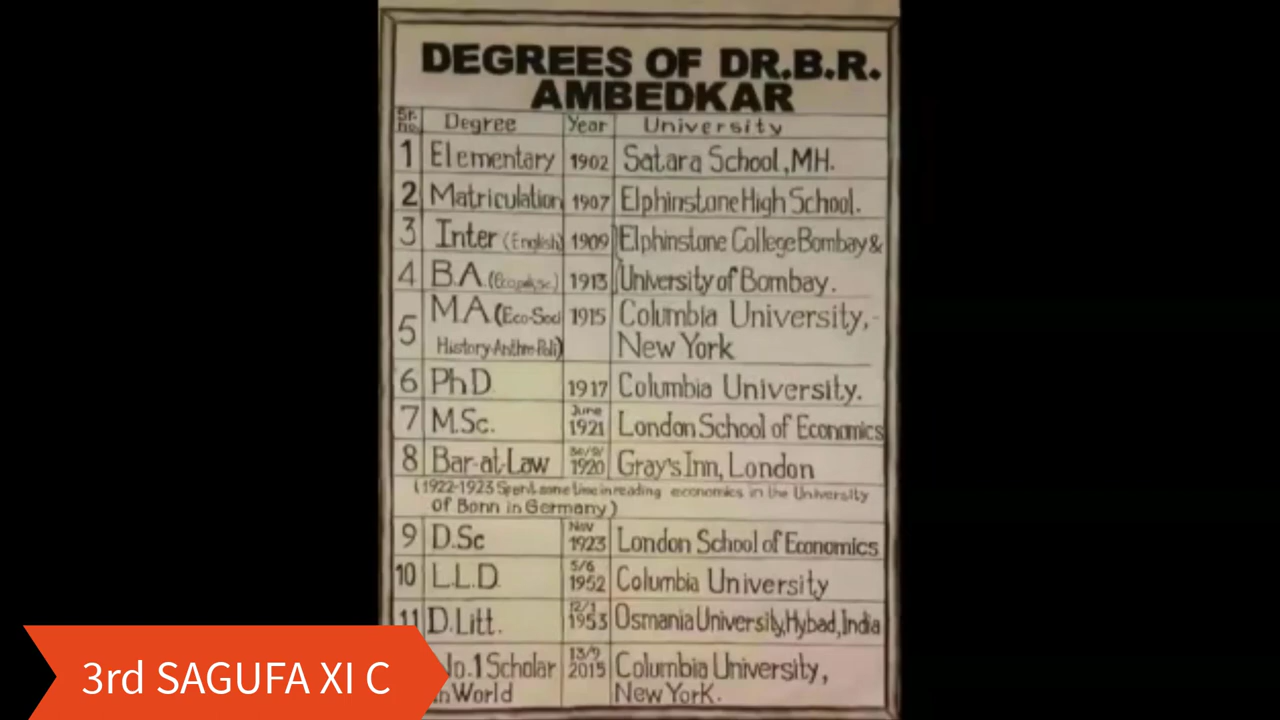 DEGREES OF DR.B.R.
AMBEDKAR
Sr. no. Degree Year University
1 Elementary 1902 Satara School, MH.
2 Matriculation 1907 Elphinstone High School.
3 Inter (English) 1909 Elphinstone College Bombay &
4 B.A. 1913 University of Bombay.
5 M.A (Eco-Soci 1915 Columbia University,-
History-Anthro-Poli) New York
6 PhD 1917 Columbia University.
7 M.Sc. June 1921 London School of Economics
8 Bar-at-Law 1920 Gray's Inn, London
(1922-1923 Spent some time in reading economics in the University
of Bonn in Germany)
9 D.Sc Nov 1923 London School of Economics
10 L.L.D. 5/6 1952 Columbia University
11 D.Litt. 12/1 1953 Osmania University, Hybad, India
No.1 Scholar 13/9 2015 Columbia University,
in World New York.
3rd SAGUFA XI C